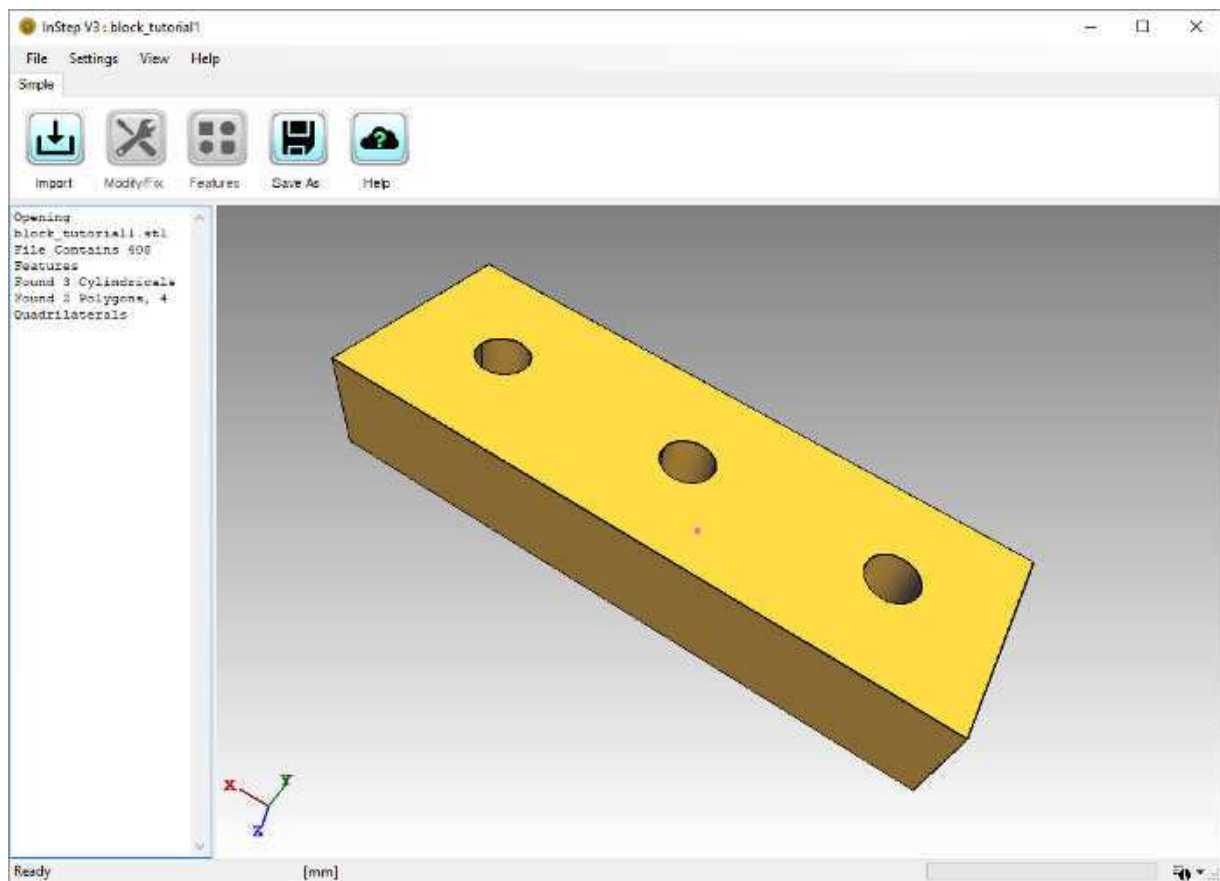 InStep V3 : block_tutorial1
File Settings View Help
Simple
Import Modify/Fix Features Save As Help
Opening
block_tutorial1.stl
File Contains 498
Features
Found 3 Cylindricals
Found 2 Polygons, 4
Quadrilaterals
X Y
Z
Ready [mm]